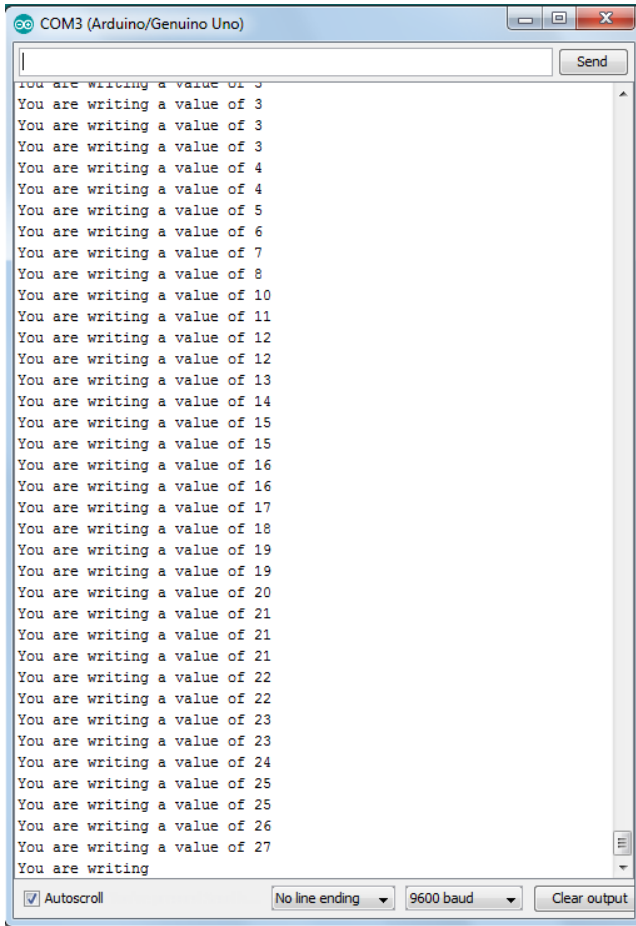 COM3 (Arduino/Genuino Uno)
Send
You are writing a value of 3
You are writing a value of 3
You are writing a value of 3
You are writing a value of 3
You are writing a value of 4
You are writing a value of 4
You are writing a value of 5
You are writing a value of 6
You are writing a value of 7
You are writing a value of 8
You are writing a value of 10
You are writing a value of 11
You are writing a value of 12
You are writing a value of 12
You are writing a value of 13
You are writing a value of 14
You are writing a value of 15
You are writing a value of 15
You are writing a value of 16
You are writing a value of 16
You are writing a value of 17
You are writing a value of 18
You are writing a value of 19
You are writing a value of 19
You are writing a value of 20
You are writing a value of 21
You are writing a value of 21
You are writing a value of 21
You are writing a value of 22
You are writing a value of 22
You are writing a value of 23
You are writing a value of 23
You are writing a value of 24
You are writing a value of 25
You are writing a value of 25
You are writing a value of 26
You are writing a value of 27
You are writing
Autoscroll No line ending 9600 baud Clear output